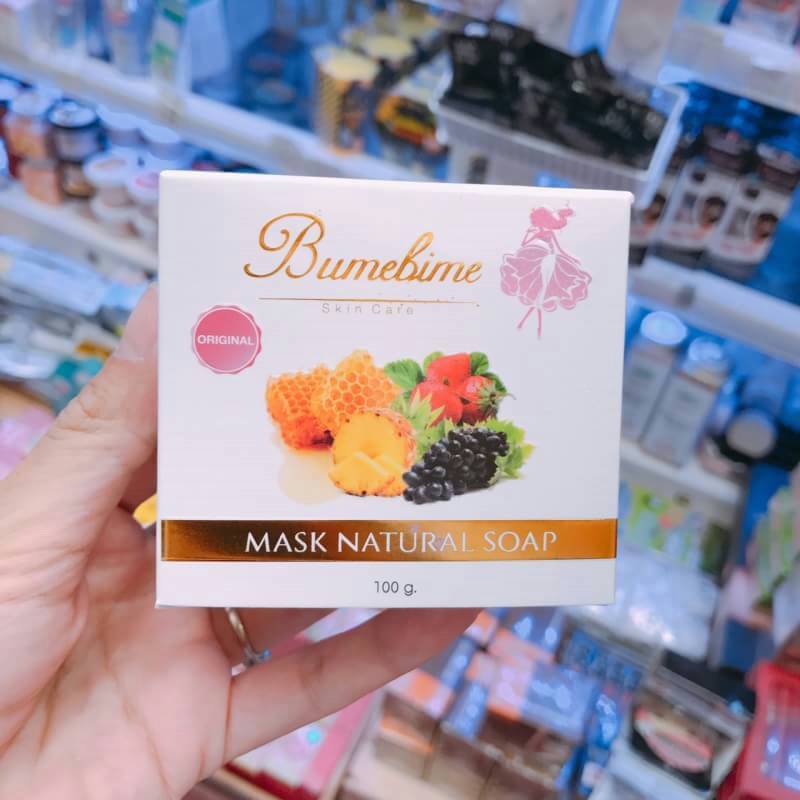 Bumebime
Skin Care
ORIGINAL
MASK NATURAL SOAP
100 g.